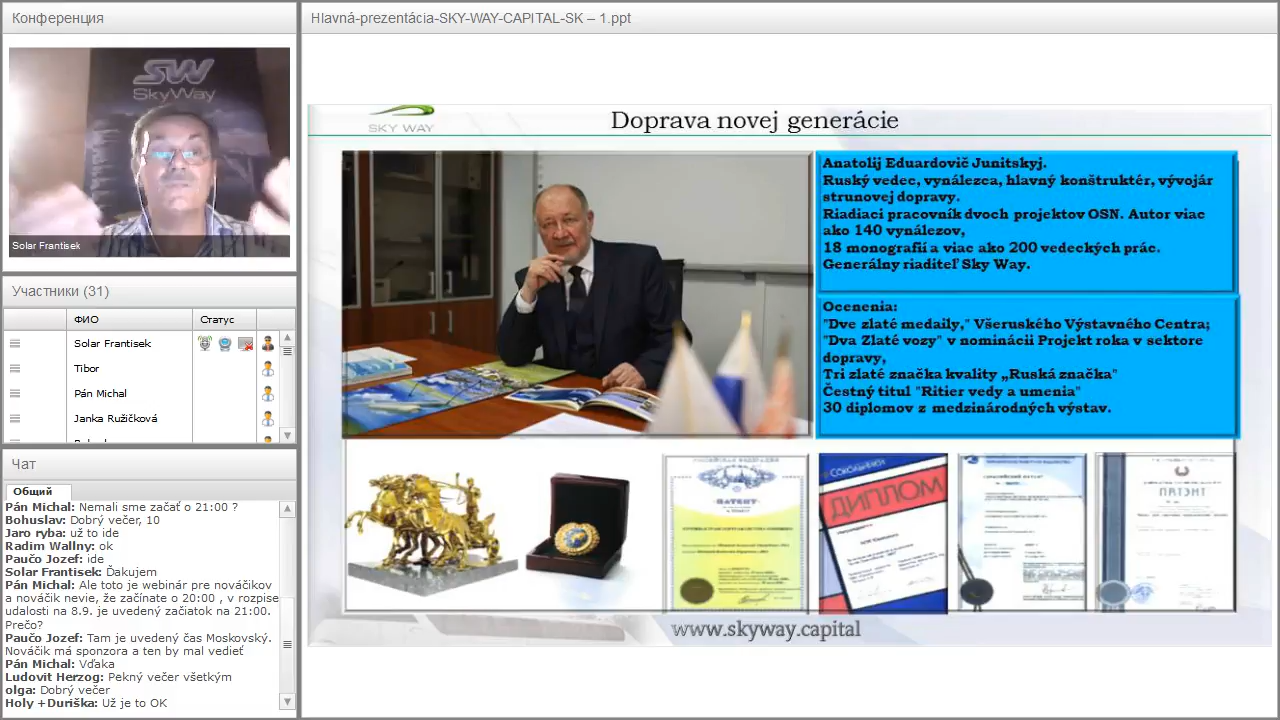 Конференция
SW
SkyWay
Solar Frantisek
Участники (31)
ФИО
Статус
Solar Frantisek
Tibor
Pán Michal
Janka Ružičková
Чат
Общий
Pán Michal: Nemali sme začať o 21:00 ?
Bohuslav: Dobrý večer, 10
Jaro Hyža: už to ide
Radim Wallny: ok
Paučo Jozef: ide
Solar Frantisek: Ďakujem
Pán Michal: Ale toto je webinár pre nováčikov,
a normálne vždy začínate o 20:00 , v rozpise
udalostí na 5.9. je uvedený začiatok na 21:00.
Prečo?
Paučo Jozef: Tam je uvedený čas Moskovský.
Nováčik má sponzora a ten by mal vedieť
Pán Michal: Vďaka
Ludovit Herzog: Pekný večer všetkým
olga: Dobrý večer
Holy +Duriška: Už je to OK
Hlavná-prezentácia-SKY-WAY-CAPITAL-SK – 1.ppt
SKY WAY
Doprava novej generácie
Anatolij Eduardovič Junitskyj.
Ruský vedec, vynálezca, hlavný konštruktér, vývojár
strunovej dopravy.
Riadiaci pracovník dvoch projektov OSN. Autor viac
ako 140 vynálezov,
18 monografií a viac ako 200 vedeckých prác.
Generálny riaditeľ Sky Way.
Ocenenia:
"Dve zlaté medaily," Všeruského Výstavného Centra;
"Dva Zlaté vozy" v nominácii Projekt roka v sektore
dopravy,
Tri zlaté značka kvality „Ruská značka"
Čestný titul "Ritier vedy a umenia"
30 diplomov z medzinárodných výstav.
ПАТЕНТ
СОКОЛЬНИКИ
ДИПЛОМ
ПАТЭНТ
www.skyway.capital